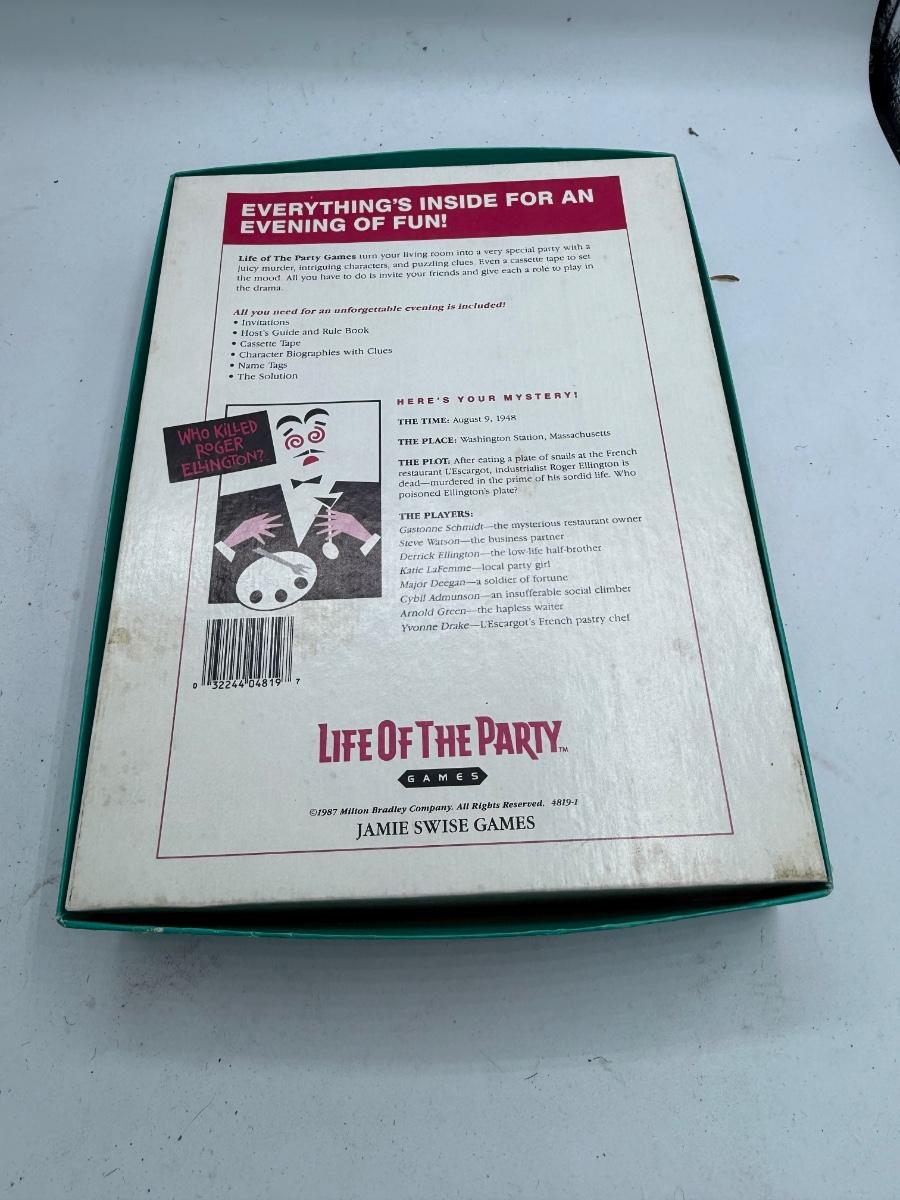 EVERYTHING'S INSIDE FOR AN
EVENING OF FUN!
Life of The Party Games turn your living room into a very special party with a
juicy murder, intriguing characters, and puzzling clues. Even a cassette tape to set
the mood. All you have to do is invite your friends and give each a role to play in
the drama.
All you need for an unforgettable evening is included!
• Invitations
• Host's Guide and Rule Book
• Cassette Tape
• Character Biographies with Clues
• Name Tags
• The Solution
WHO KILLED
ROGER
ELLINGTON?
HERE'S YOUR MYSTERY!
THE TIME: August 9, 1948
THE PLACE: Washington Station, Massachusetts
THE PLOT: After eating a plate of snails at the French
restaurant L'Escargot, industrialist Roger Ellington is
dead—murdered in the prime of his sordid life. Who
poisoned Ellington's plate?
THE PLAYERS:
Gastonne Schmidt—the mysterious restaurant owner
Steve Watson—the business partner
Derrick Ellington—the low-life half-brother
Katie LaFemme—local party girl
Major Deegan—a soldier of fortune
Cybil Admunson—an insufferable social climber
Arnold Green—the hapless waiter
Yvonne Drake—L'Escargot's French pastry chef
0 32244 04819 7
LIFE OF THE PARTY™
GAMES
©1987 Milton Bradley Company. All Rights Reserved. 4819-1
JAMIE SWISE GAMES